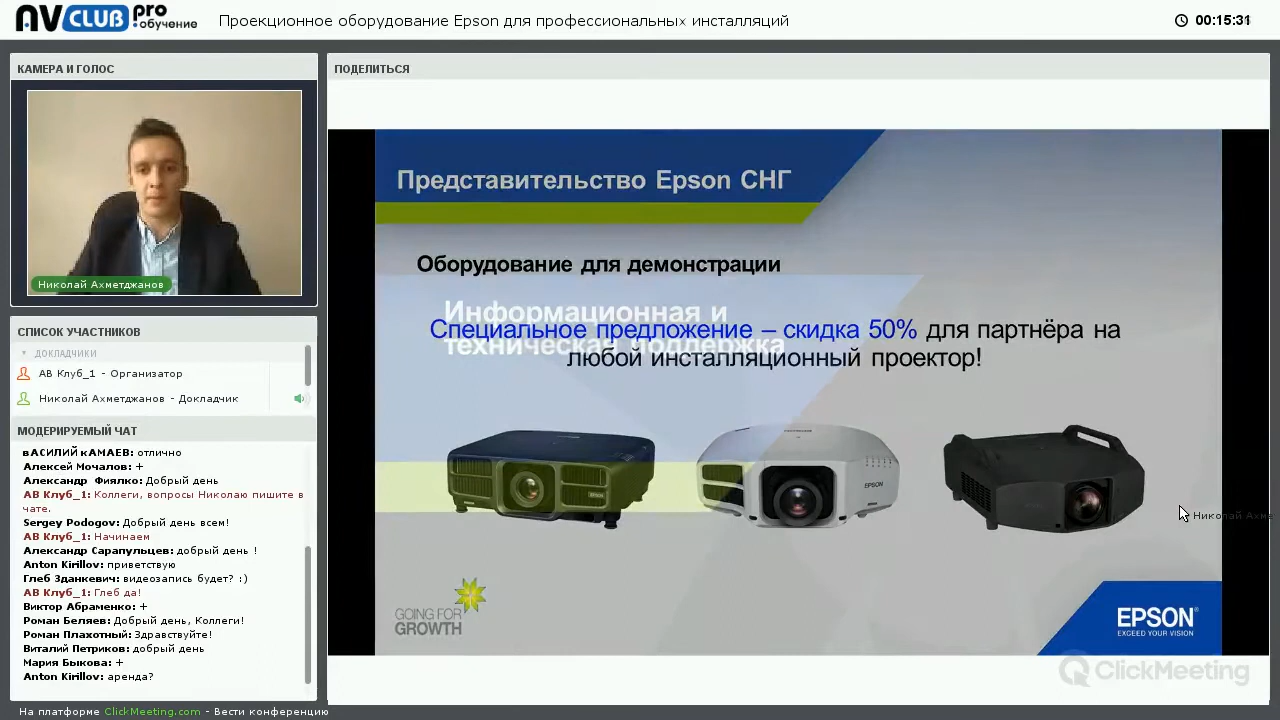 AV CLUB pro
:обучение
Проекционное оборудование Epson для профессиональных инсталляций
00:15:31
КАМЕРА И ГОЛОС
Николай Ахметджанов
СПИСОК УЧАСТНИКОВ
ДОКЛАДЧИКИ
АВ Клуб_1 - Организатор
Николай Ахметджанов - Докладчик
МОДЕРИРУЕМЫЙ ЧАТ
вАСИЛИЙ кАМАЕВ: отлично
Алексей Мочалов: +
Александр Фиялко: Добрый день
АВ Клуб_1: Коллеги, вопросы Николаю пишите в
чате.
Sergey Podogov: Добрый день всем!
АВ Клуб_1: Начинаем
Александр Сарапульцев: добрый день !
Anton Kirillov: приветствую
Глеб Зданкевич: видеозапись будет? :)
АВ Клуб_1: Глеб да!
Виктор Абраменко: +
Роман Беляев: Добрый день, Коллеги!
Роман Плахотный: Здравствуйте!
Виталий Петриков: добрый день
Мария Быкова: +
Anton Kirillov: аренда?
На платформе ClickMeeting.com - Вести конференцию
ПОДЕЛИТЬСЯ
Представительство Epson СНГ
Оборудование для демонстрации
Информационная и
техническая поддержка
Специальное предложение – скидка 50% для партнёра на
любой инсталляционный проектор!
EPSON
Николай Ахме
GOING FOR
GROWTH
EPSON
EXCEED YOUR VISION
ClickMeeting